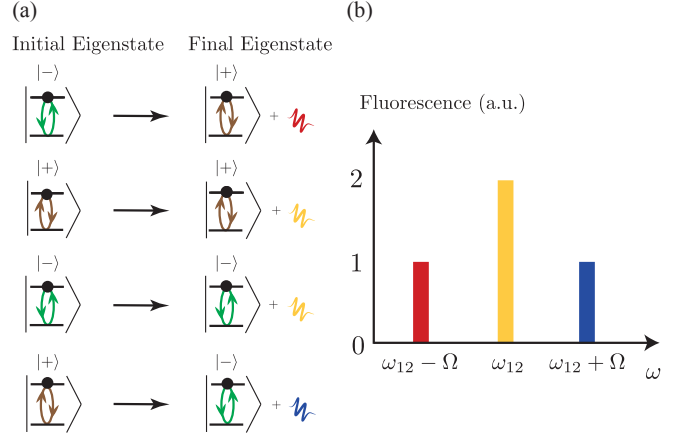 (a)
Initial Eigenstate Final Eigenstate
|−⟩ |+⟩
+
|+⟩ |+⟩
+
|−⟩ |−⟩
+
|+⟩ |−⟩
+
(b)
Fluorescence (a.u.)
2
1
0
ω₁₂ − Ω ω₁₂ ω₁₂ + Ω ω